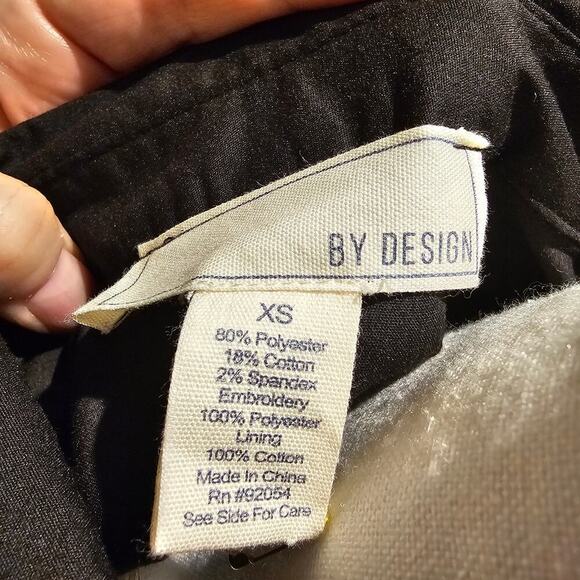 BY DESIGN
XS
80% Polyester
18% Cotton
2% Spandex
Embroidery
100% Polyester
Lining
100% Cotton
Made In China
Rn #92054
See Side For Care